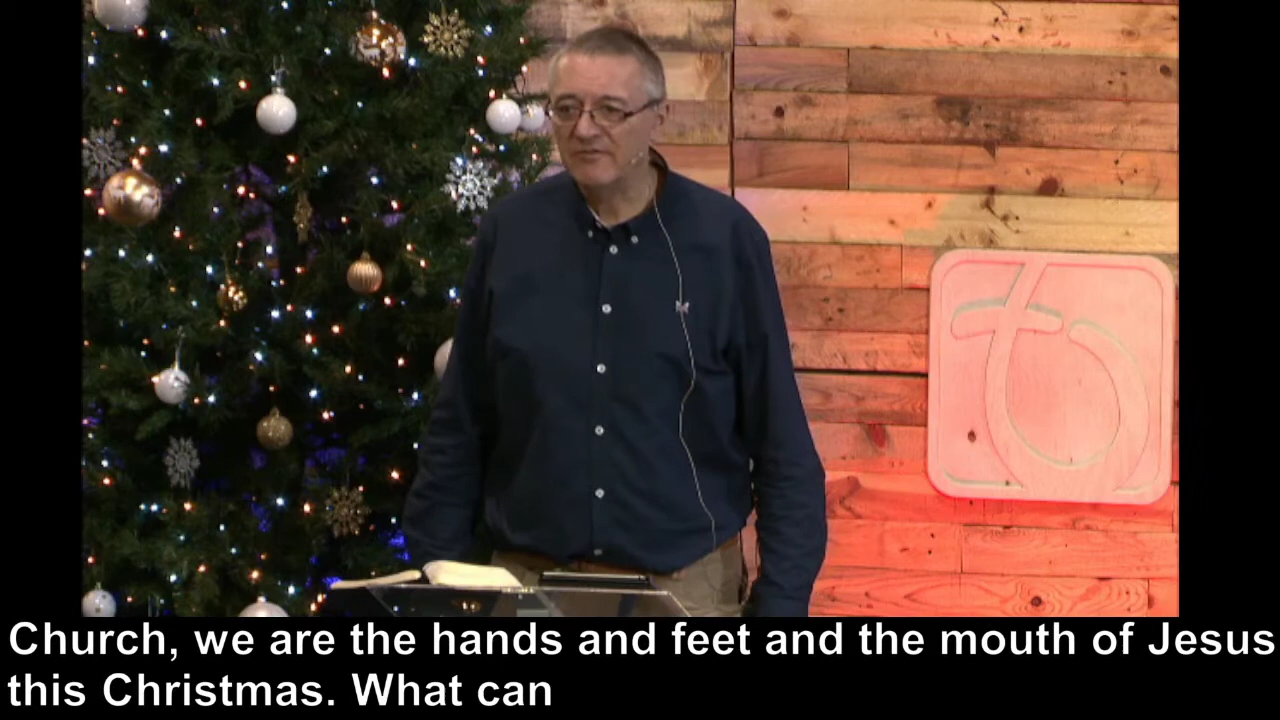 Church, we are the hands and feet and the mouth of Jesus
this Christmas. What can